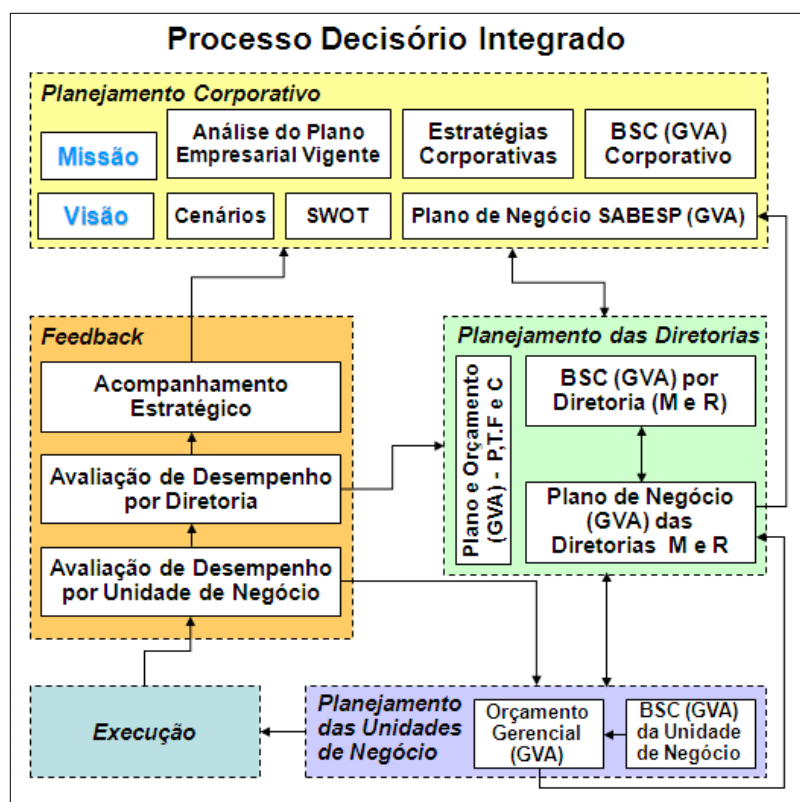 Processo Decisório Integrado
Planejamento Corporativo
Missão
Análise do Plano
Empresarial Vigente
Estratégias
Corporativas
BSC (GVA)
Corporativo
Visão
Cenários
SWOT
Plano de Negócio SABESP (GVA)
Feedback
Acompanhamento
Estratégico
Avaliação de Desempenho
por Diretoria
Avaliação de Desempenho
por Unidade de Negócio
Planejamento das Diretorias
Plano e Orçamento
(GVA) - P,T.F e C
BSC (GVA) por
Diretoria (M e R)
Plano de Negócio
(GVA) das
Diretorias M e R
Execução
Planejamento
das Unidades
de Negócio
Orçamento
Gerencial
(GVA)
BSC (GVA)
da Unidade
de Negócio